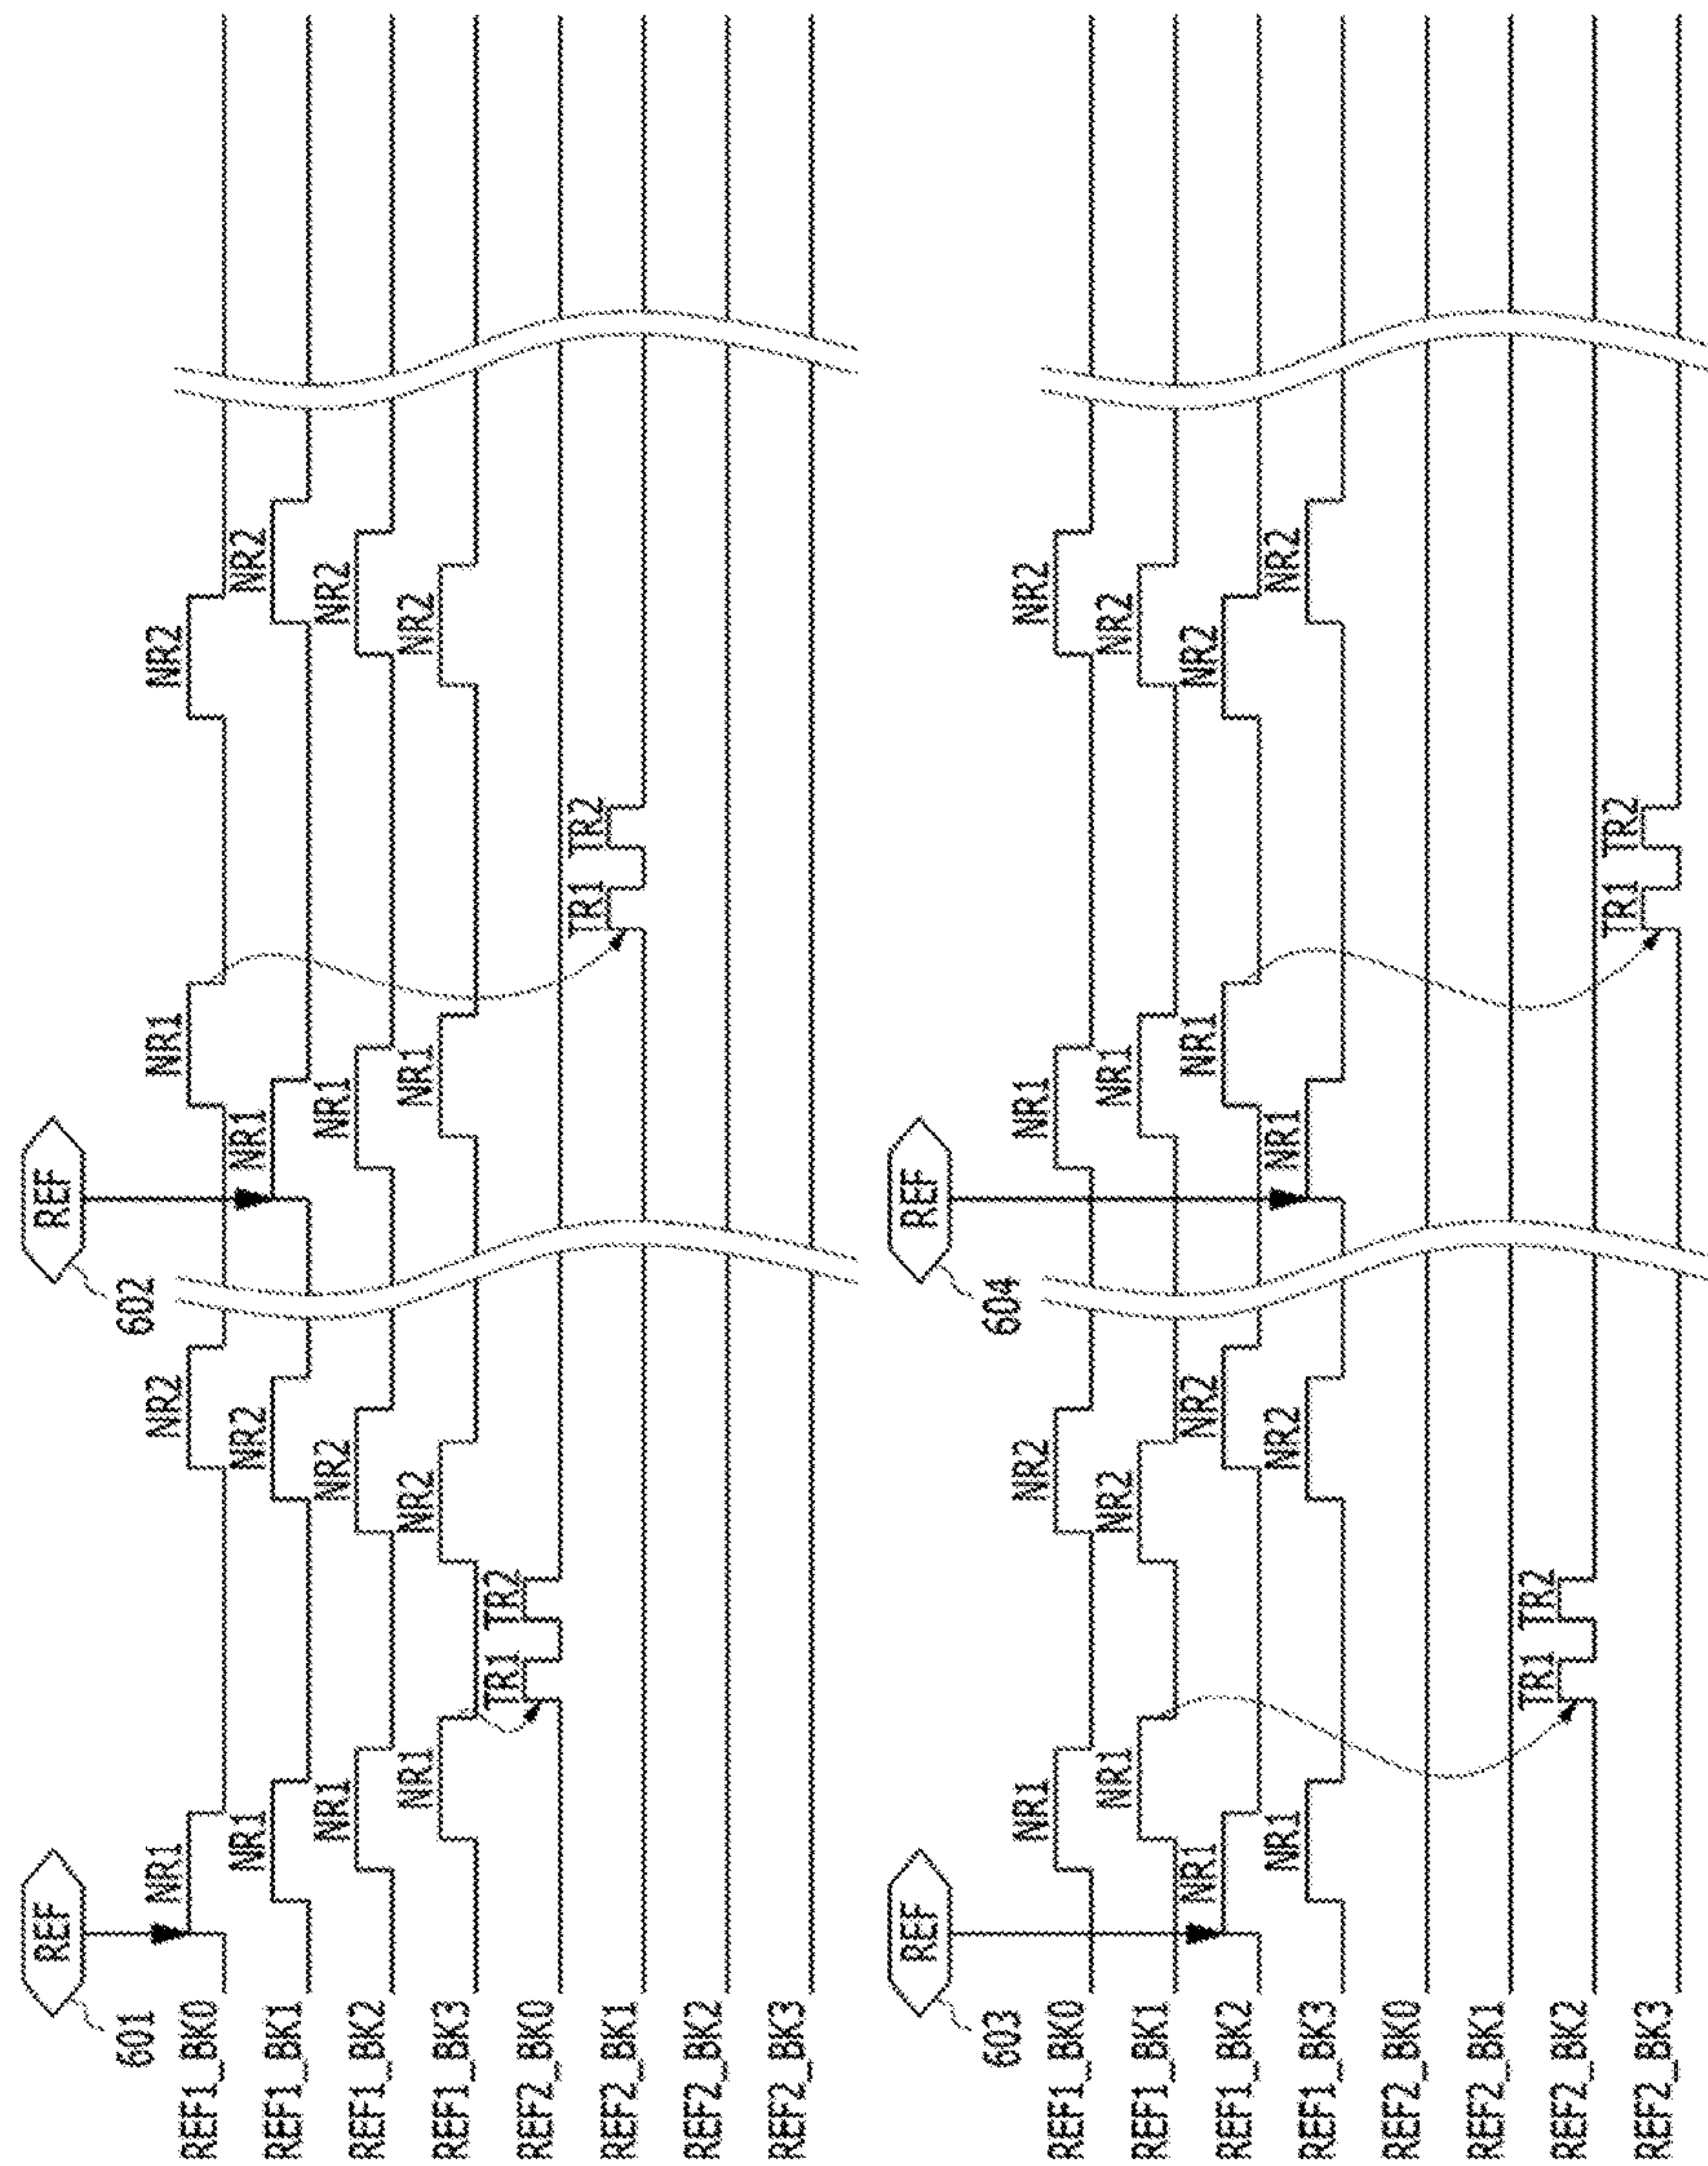 REF REF
601 602
REF1_BK0 NR1 NR2 NR1 NR2
REF1_BK1 NR1 NR2 NR1 NR2
REF1_BK2 NR1 NR2 NR1 NR2
REF1_BK3 NR1 NR2 NR1 NR2
REF2_BK0 TR1 TR2
REF2_BK1 TR1 TR2
REF2_BK2
REF2_BK3
REF REF
603 604
REF1_BK0 NR1 NR2 NR1 NR2
REF1_BK1 NR1 NR2 NR1 NR2
REF1_BK2 NR1 NR2 NR1 NR2
REF1_BK3 NR1 NR2 NR1 NR2
REF2_BK0
REF2_BK1
REF2_BK2 TR1 TR2
REF2_BK3 TR1 TR2